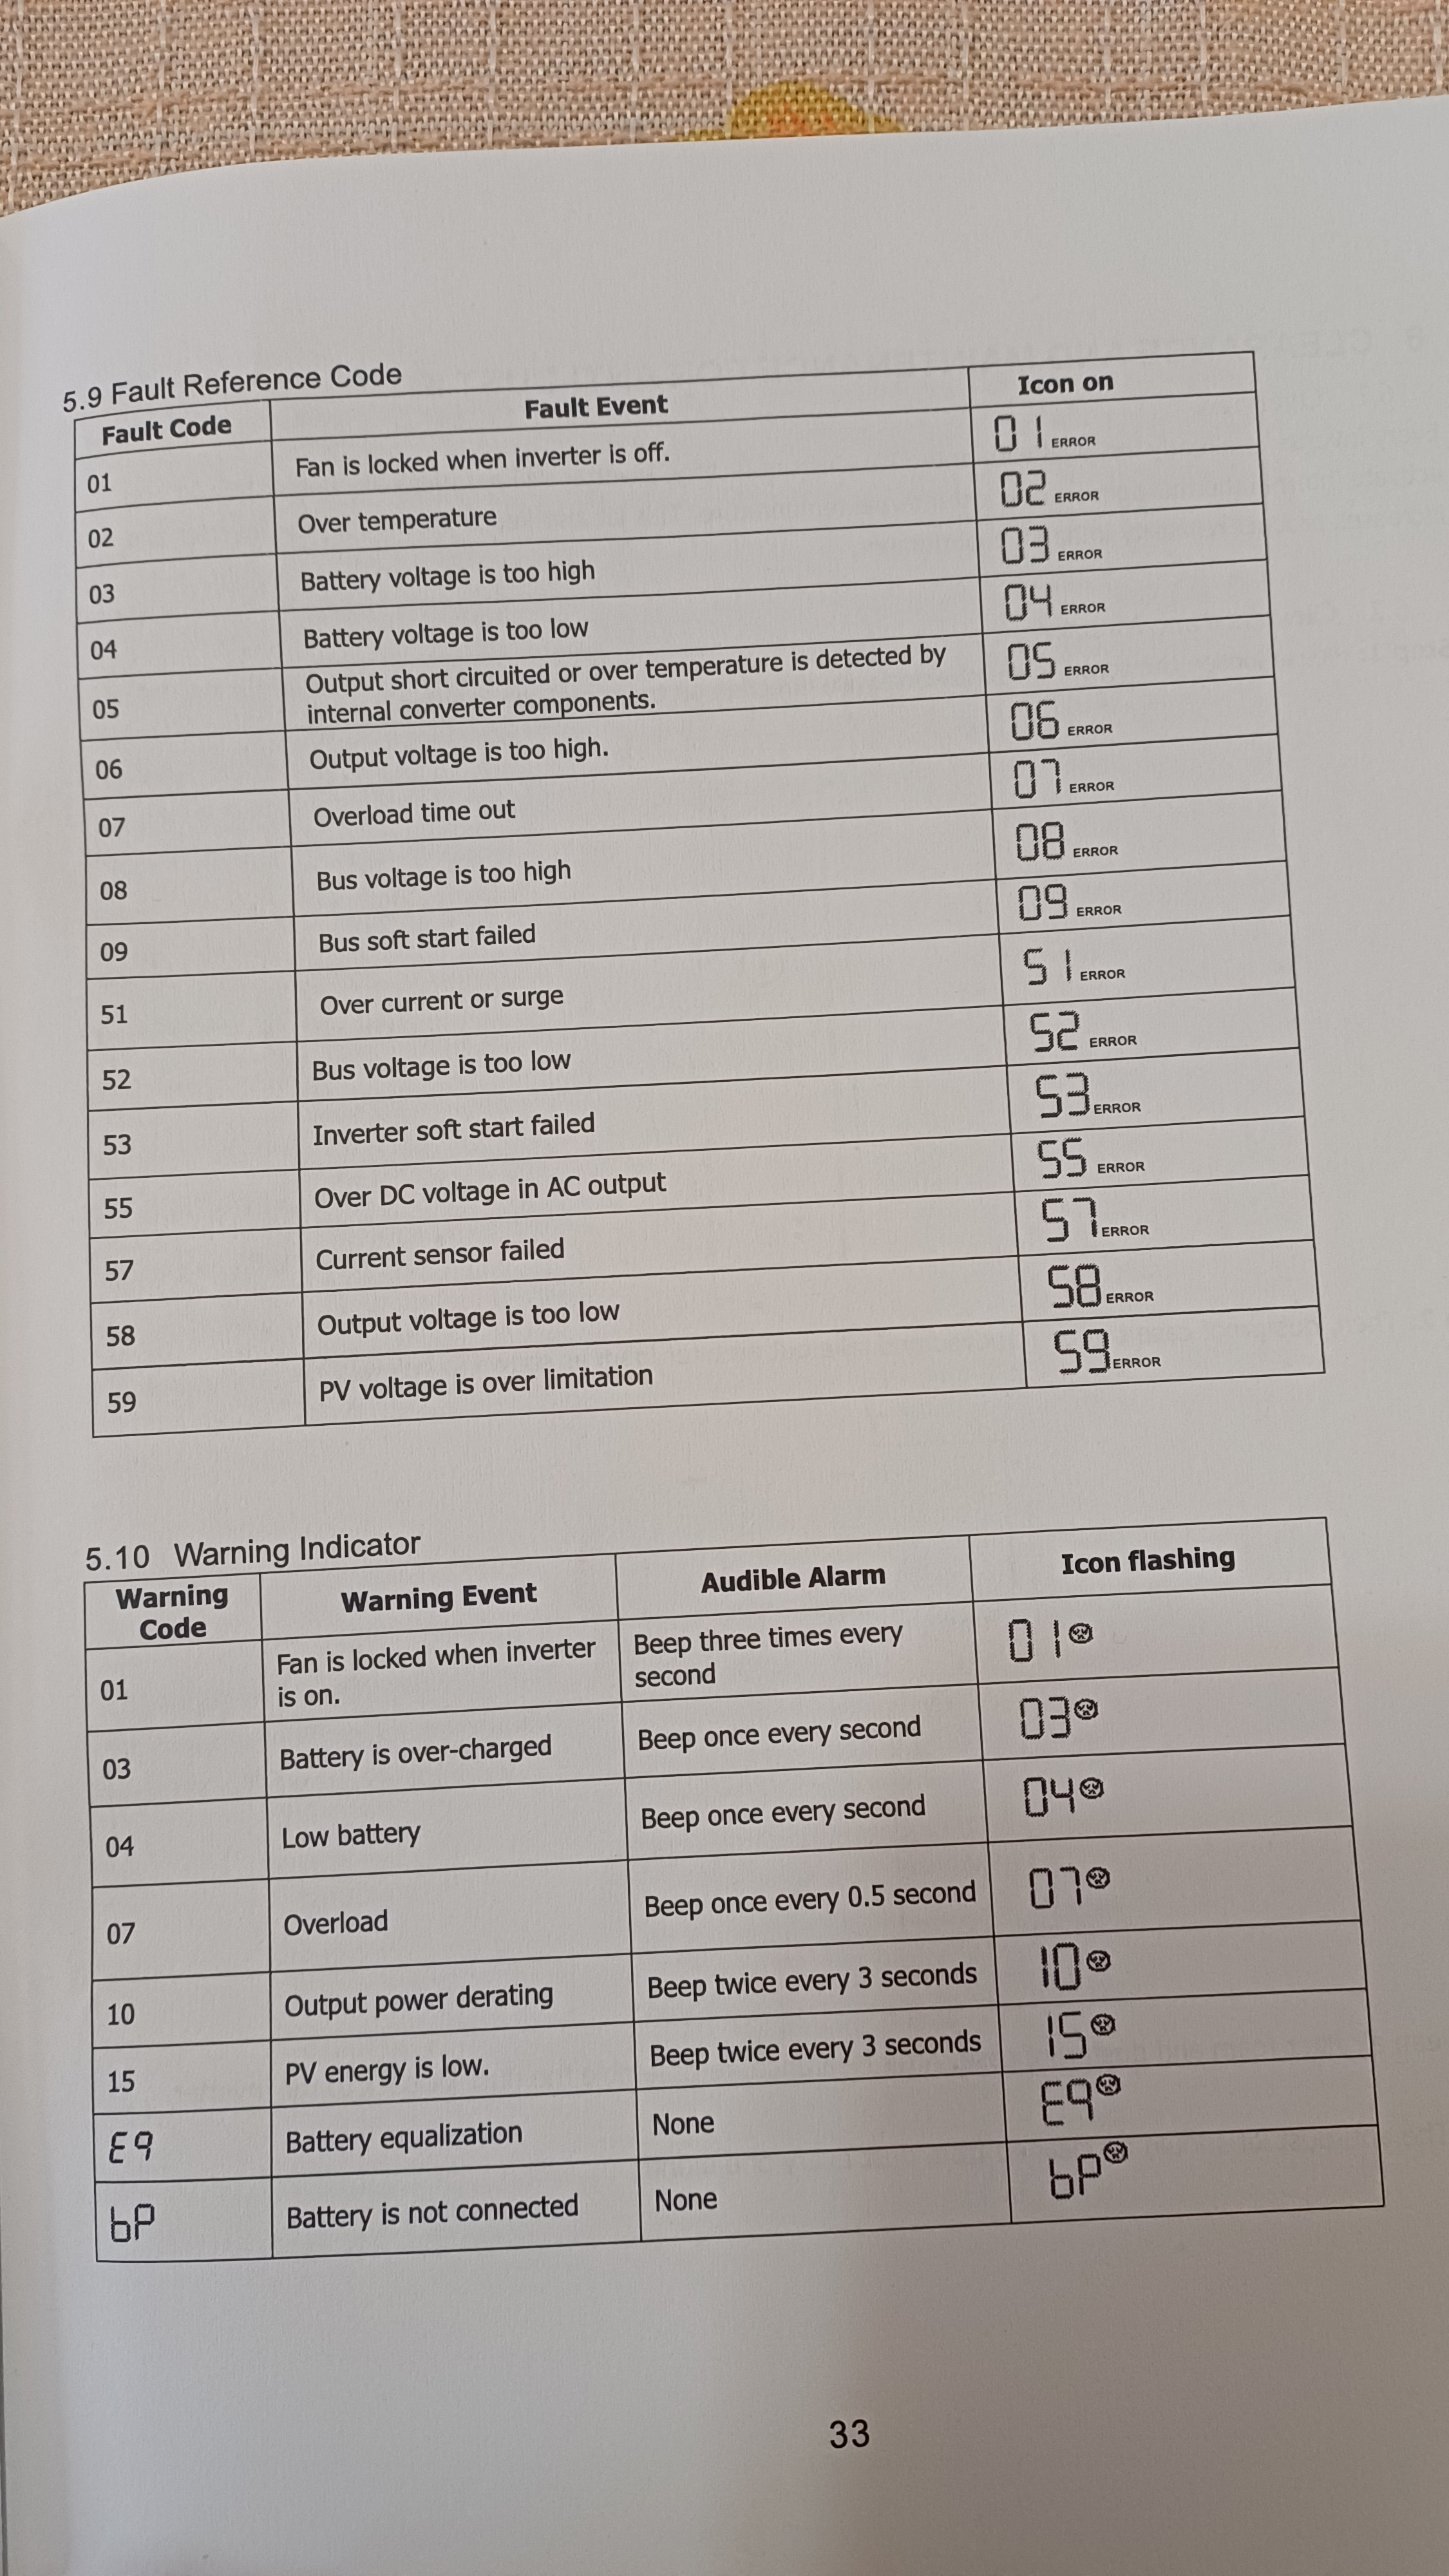 5.9 Fault Reference Code
Fault Code Fault Event Icon on
01 Fan is locked when inverter is off. 01 ERROR
02 Over temperature 02 ERROR
03 Battery voltage is too high 03 ERROR
04 Battery voltage is too low 04 ERROR
05 Output short circuited or over temperature is detected by
internal converter components. 05 ERROR
06 Output voltage is too high. 06 ERROR
07 Overload time out 07 ERROR
08 Bus voltage is too high 08 ERROR
09 Bus soft start failed 09 ERROR
51 Over current or surge 51 ERROR
52 Bus voltage is too low 52 ERROR
53 Inverter soft start failed 53 ERROR
55 Over DC voltage in AC output 55 ERROR
57 Current sensor failed 57 ERROR
58 Output voltage is too low 58 ERROR
59 PV voltage is over limitation 59 ERROR
5.10 Warning Indicator
Warning
Code Warning Event Audible Alarm Icon flashing
01 Fan is locked when inverter
is on. Beep three times every
second 01
03 Battery is over-charged Beep once every second 03
04 Low battery Beep once every second 04
07 Overload Beep once every 0.5 second 07
10 Output power derating Beep twice every 3 seconds 10
15 PV energy is low. Beep twice every 3 seconds 15
E9 Battery equalization None E9
bP Battery is not connected None bP
33